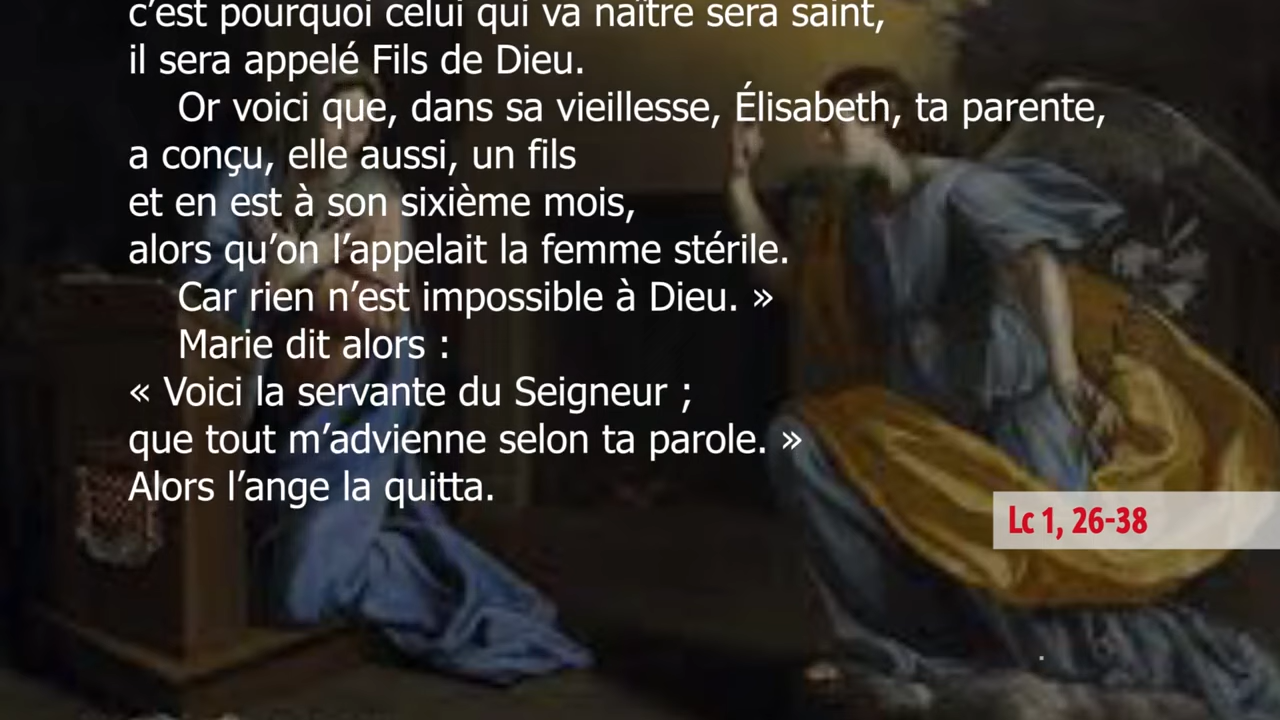 c’est pourquoi celui qui va naître sera saint,
il sera appelé Fils de Dieu.
Or voici que, dans sa vieillesse, Élisabeth, ta parente,
a conçu, elle aussi, un fils
et en est à son sixième mois,
alors qu’on l’appelait la femme stérile.
Car rien n’est impossible à Dieu. »
Marie dit alors :
« Voici la servante du Seigneur ;
que tout m’advienne selon ta parole. »
Alors l’ange la quitta.
Lc 1, 26-38